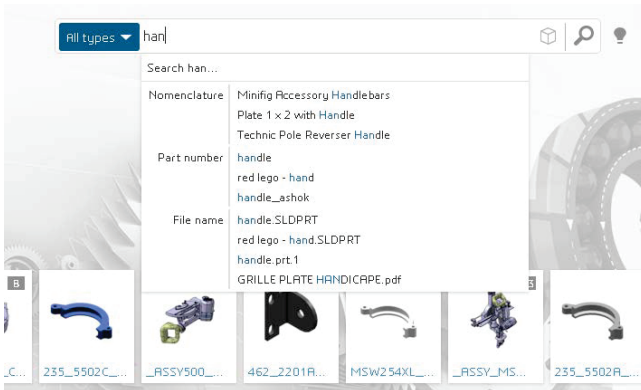 All types han
Search han...
Nomenclature Minifig Accessory Handlebars
Plate 1 x 2 with Handle
Technic Pole Reverser Handle
Part number handle
red lego - hand
handle_ashok
File name handle.SLDPRT
red lego - hand.SLDPRT
handle.prt.1
GRILLE PLATE HANDICAPE.pdf
B 3
_C... 235_5502C_... _ASSY500_... 462_2201A... MSW254XL_... _ASSY_MS... 235_5502A_...